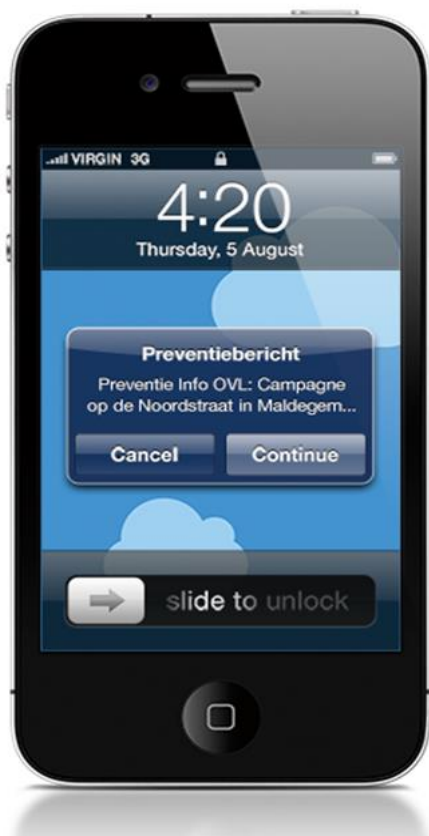 VIRGIN 3G
4:20
Thursday, 5 August
Preventiebericht
Preventie Info OVL: Campagne
op de Noordstraat in Maldegem...
Cancel Continue
slide to unlock